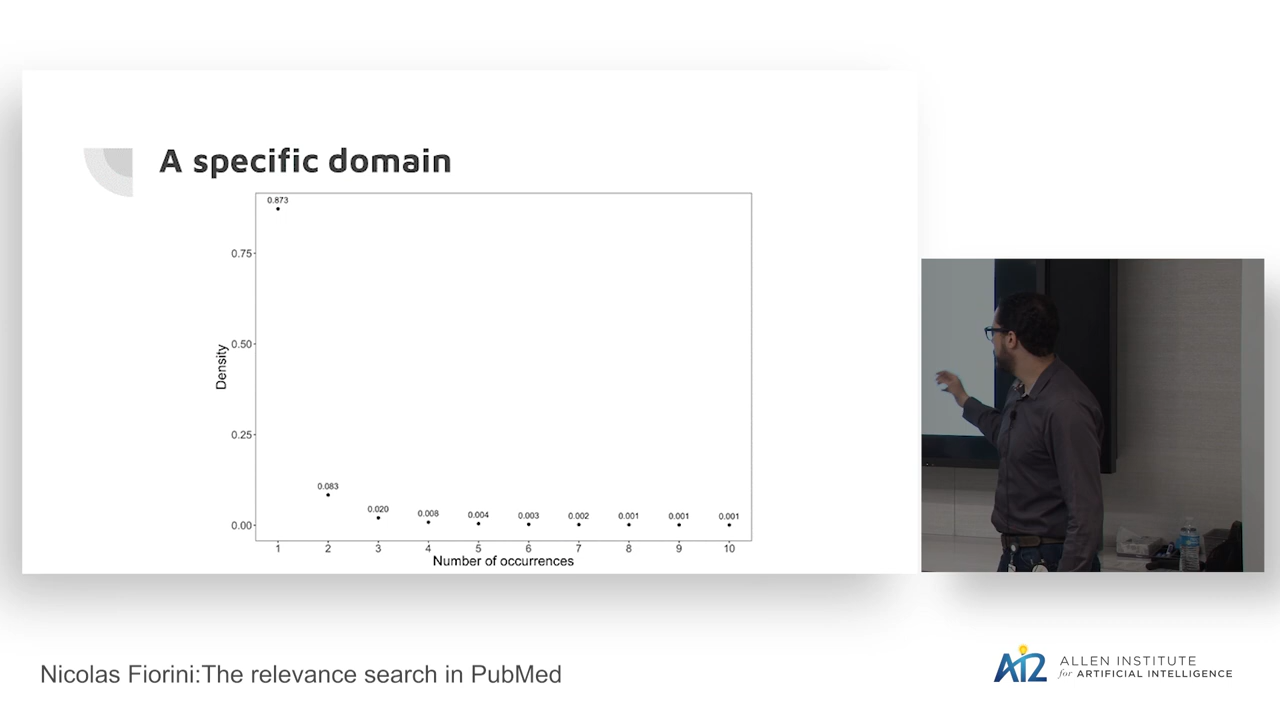 A specific domain
0.873
0.75
0.50
0.25
0.00
Density
0.083
0.020
0.008
0.004
0.003
0.002
0.001
0.001
0.001
1 2 3 4 5 6 7 8 9 10
Number of occurrences
Nicolas Fiorini:The relevance search in PubMed
AI2
ALLEN INSTITUTE
for ARTIFICIAL INTELLIGENCE